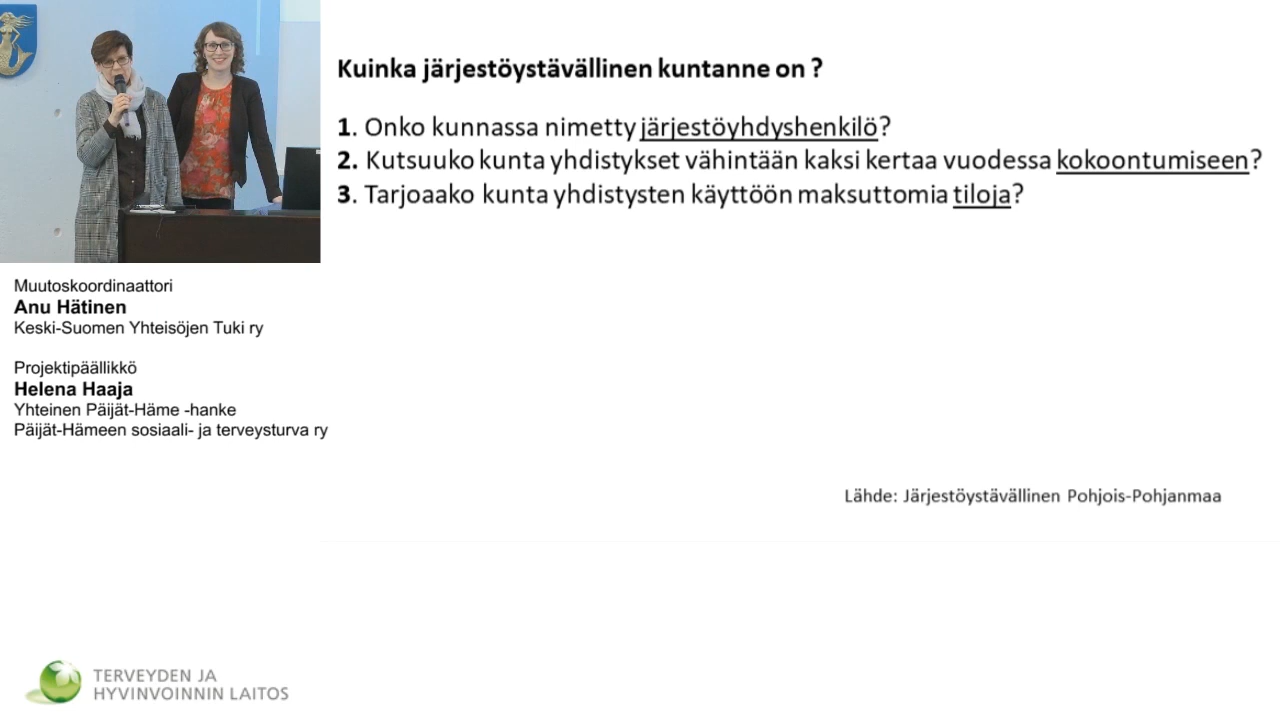 Kuinka järjestöystävällinen kuntanne on ?
1. Onko kunnassa nimetty järjestöyhdyshenkilö?
2. Kutsuuko kunta yhdistykset vähintään kaksi kertaa vuodessa kokoontumiseen?
3. Tarjoaako kunta yhdistysten käyttöön maksuttomia tiloja?
Muutoskoordinaattori
Anu Hätinen
Keski-Suomen Yhteisöjen Tuki ry
Projektipäällikkö
Helena Haaja
Yhteinen Päijät-Häme -hanke
Päijät-Hämeen sosiaali- ja terveysturva ry
Lähde: Järjestöystävällinen Pohjois-Pohjanmaa
TERVEYDEN JA
HYVINVOINNIN LAITOS